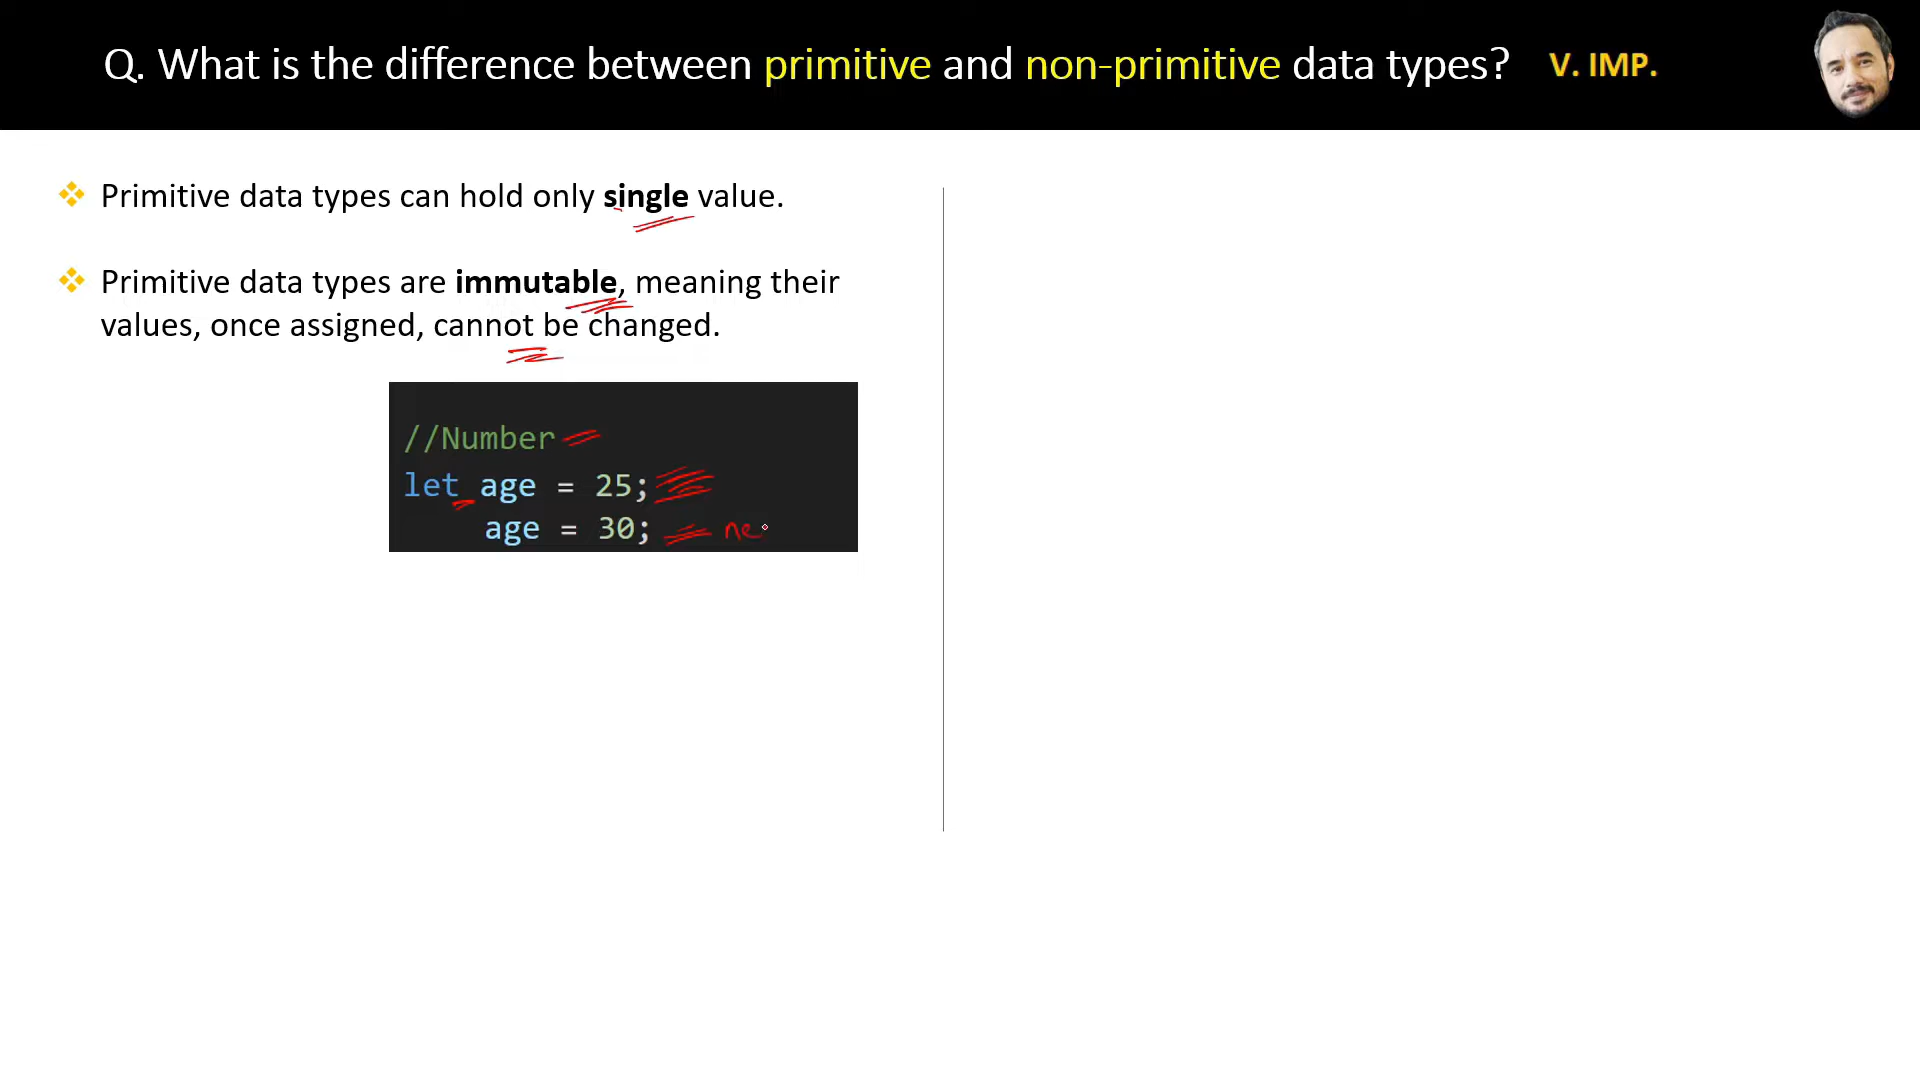 Q. What is the difference between primitive and non-primitive data types? V. IMP.
Primitive data types can hold only single value.
Primitive data types are immutable, meaning their
values, once assigned, cannot be changed.
//Number
let age = 25;
age = 30; ne